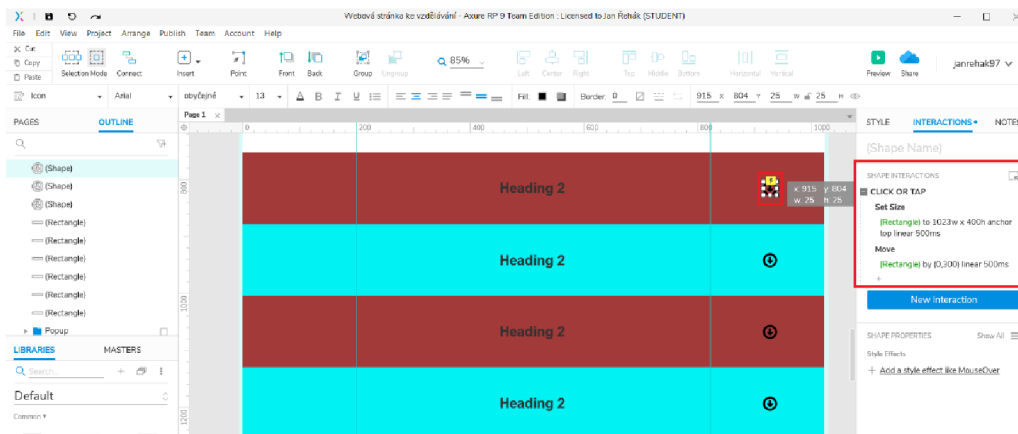 Webová stránka ke vzdělávání - Axure RP 9 Team Edition : Licensed to Jan Řehák (STUDENT)
File Edit View Project Arrange Publish Team Account Help
Cut
Copy
Paste
Selection Mode Connect Insert Point Front Back Group Ungroup 85% Left Center Right Top Middle Bottom Horizontal Vertical Preview Share janrehak97
Icon Arial obyčejné 13 A B I U Fill: Border: 0 915 X 804 Y 25 W 25 H
PAGES OUTLINE
Page 1
STYLE INTERACTIONS NOTES
0 200 400 600 800 1000
(Shape Name)
(Shape)
(Shape)
(Shape)
(Rectangle)
(Rectangle)
(Rectangle)
(Rectangle)
(Rectangle)
(Rectangle)
Popup
800
1000
1200
Heading 2
x: 915 y: 804
w: 25 h: 25
Heading 2
Heading 2
Heading 2
SHAPE INTERACTIONS
CLICK OR TAP
Set Size
(Rectangle) to 1023w x 400h anchor
top linear 500ms
Move
(Rectangle) by (0,300) linear 500ms
+
New Interaction
SHAPE PROPERTIES Show All
Style Effects
+ Add a style effect like MouseOver
LIBRARIES MASTERS
Search...
Default
Common